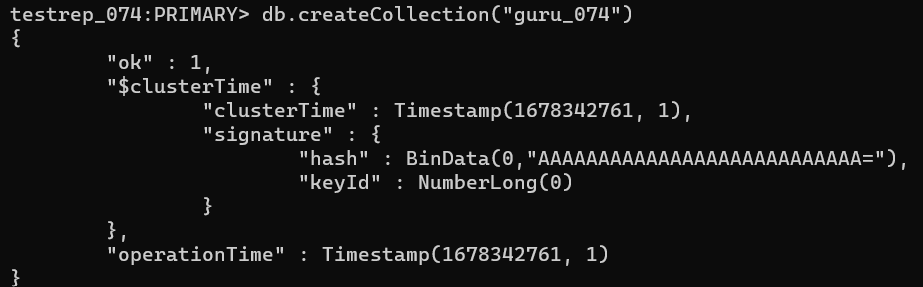 testrep_074:PRIMARY> db.createCollection("guru_074")
{
        "ok" : 1,
        "$clusterTime" : {
                "clusterTime" : Timestamp(1678342761, 1),
                "signature" : {
                        "hash" : BinData(0,"AAAAAAAAAAAAAAAAAAAAAAAAAAA="),
                        "keyId" : NumberLong(0)
                }
        },
        "operationTime" : Timestamp(1678342761, 1)
}